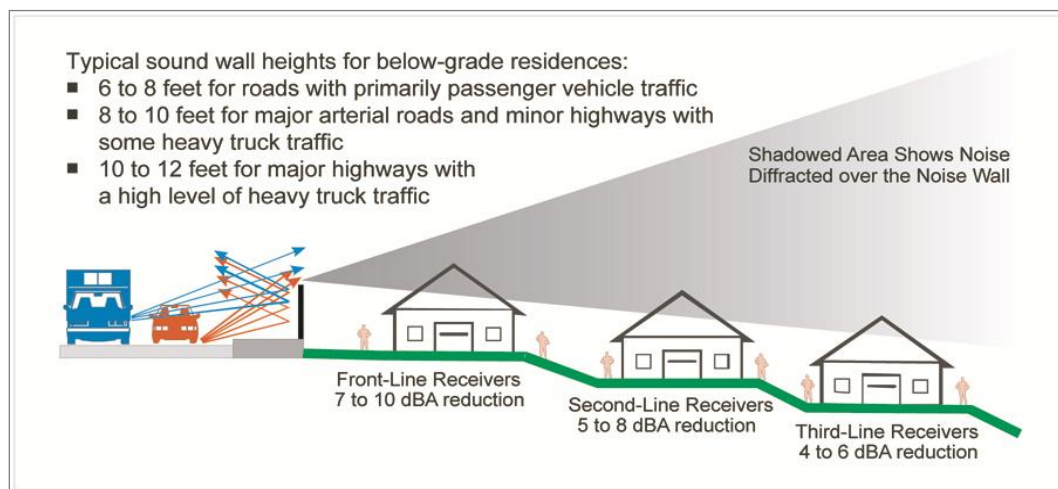 Typical sound wall heights for below-grade residences:
▪ 6 to 8 feet for roads with primarily passenger vehicle traffic
▪ 8 to 10 feet for major arterial roads and minor highways with
some heavy truck traffic
▪ 10 to 12 feet for major highways with
a high level of heavy truck traffic
Shadowed Area Shows Noise
Diffracted over the Noise Wall
Front-Line Receivers
7 to 10 dBA reduction
Second-Line Receivers
5 to 8 dBA reduction
Third-Line Receivers
4 to 6 dBA reduction